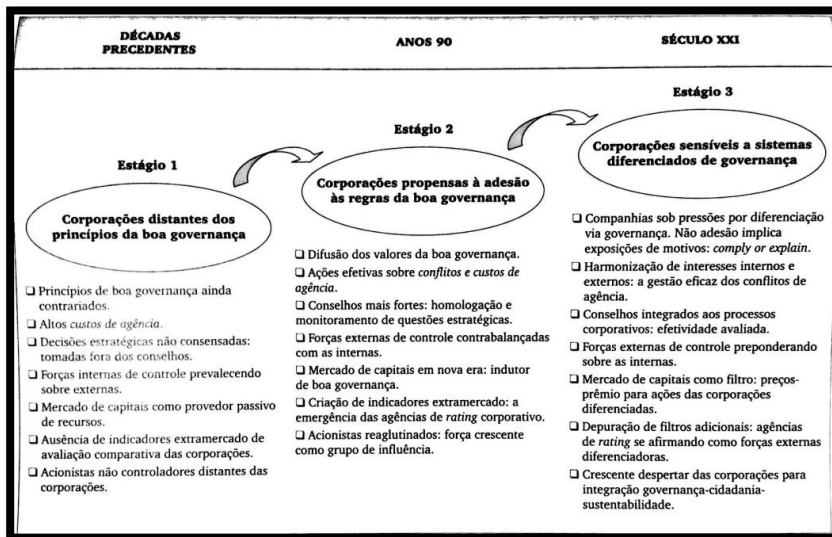 DÉCADAS
PRECEDENTES
ANOS 90
SÉCULO XXI
Estágio 1
Corporações distantes dos
princípios da boa governança
❑ Princípios de boa governança ainda
contrariados.
❑ Altos custos de agência.
❑ Decisões estratégicas não consensadas:
tomadas fora dos conselhos.
❑ Forças internas de controle prevalecendo
sobre externas.
❑ Mercado de capitais como provedor passivo
de recursos.
❑ Ausência de indicadores extramercado de
avaliação comparativa das corporações.
❑ Acionistas não controladores distantes das
corporações.
Estágio 2
Corporações propensas à adesão
às regras da boa governança
❑ Difusão dos valores da boa governança.
❑ Ações efetivas sobre conflitos e custos de
agência.
❑ Conselhos mais fortes: homologação e
monitoramento de questões estratégicas.
❑ Forças externas de controle contrabalançadas
com as internas.
❑ Mercado de capitais em nova era: indutor
de boa governança.
❑ Criação de indicadores extramercado: a
emergência das agências de rating corporativo.
❑ Acionistas reaglutinados: força crescente
como grupo de influência.
Estágio 3
Corporações sensíveis a sistemas
diferenciados de governança
❑ Companhias sob pressões por diferenciação
via governança. Não adesão implica
exposições de motivos: comply or explain.
❑ Harmonização de interesses internos e
externos: a gestão eficaz dos conflitos de
agência.
❑ Conselhos integrados aos processos
corporativos: efetividade avaliada.
❑ Forças externas de controle preponderando
sobre as internas.
❑ Mercado de capitais como filtro: preços-
prêmio para ações das corporações
diferenciadas.
❑ Depuração de filtros adicionais: agências
de rating se afirmando como forças externas
diferenciadoras.
❑ Crescente despertar das corporações para
integração governança-cidadania-
sustentabilidade.